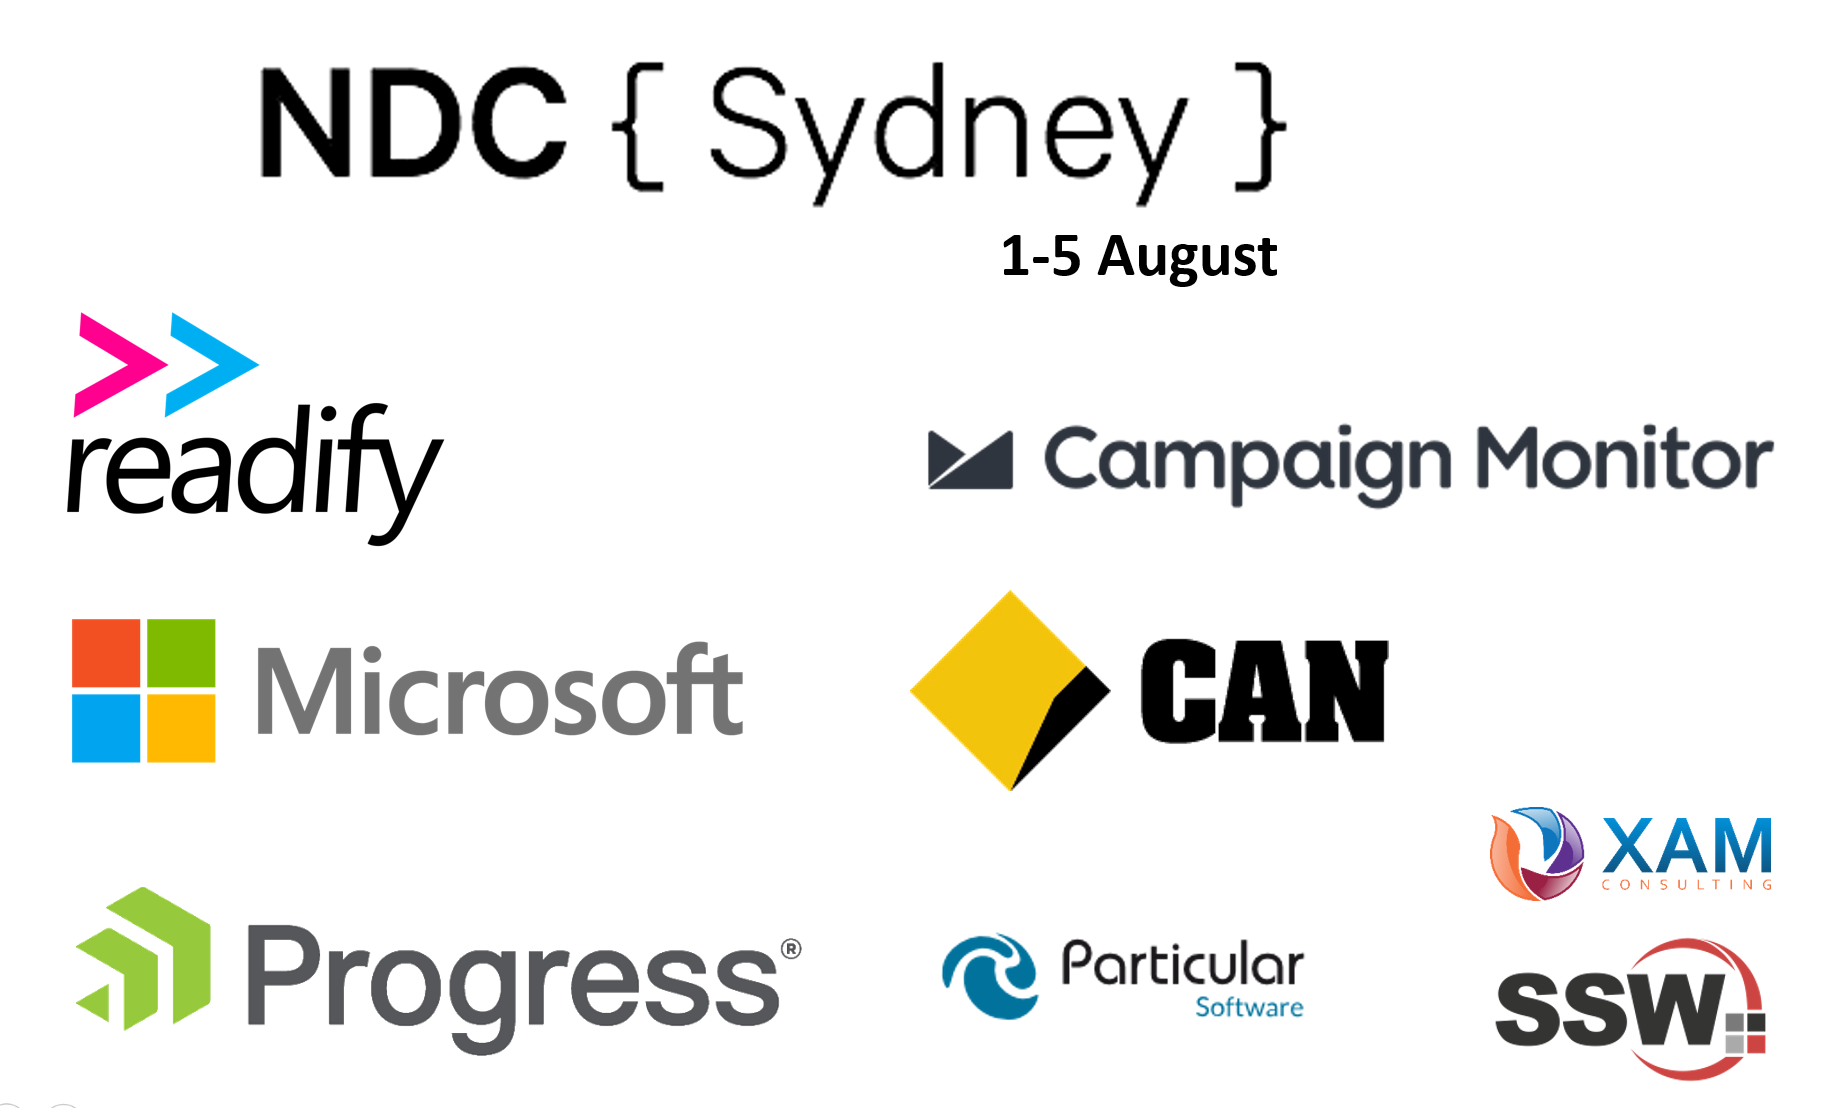 NDC { Sydney }
1-5 August
readify
Campaign Monitor
Microsoft
CAN
XAM
CONSULTING
Progress®
Particular
Software
SSW